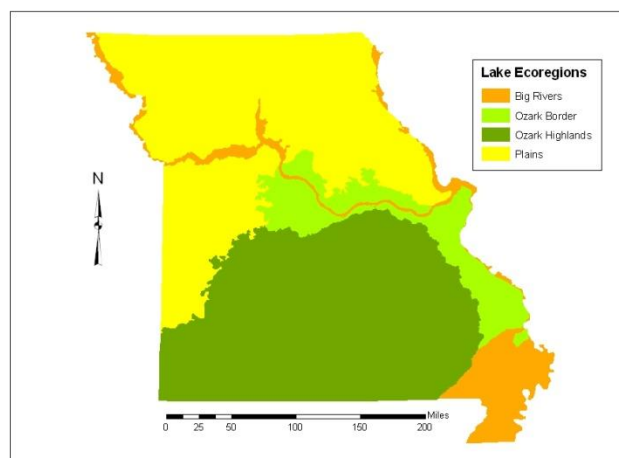 Lake Ecoregions
Big Rivers
Ozark Border
Ozark Highlands
Plains
N
Miles
0 25 50 100 150 200